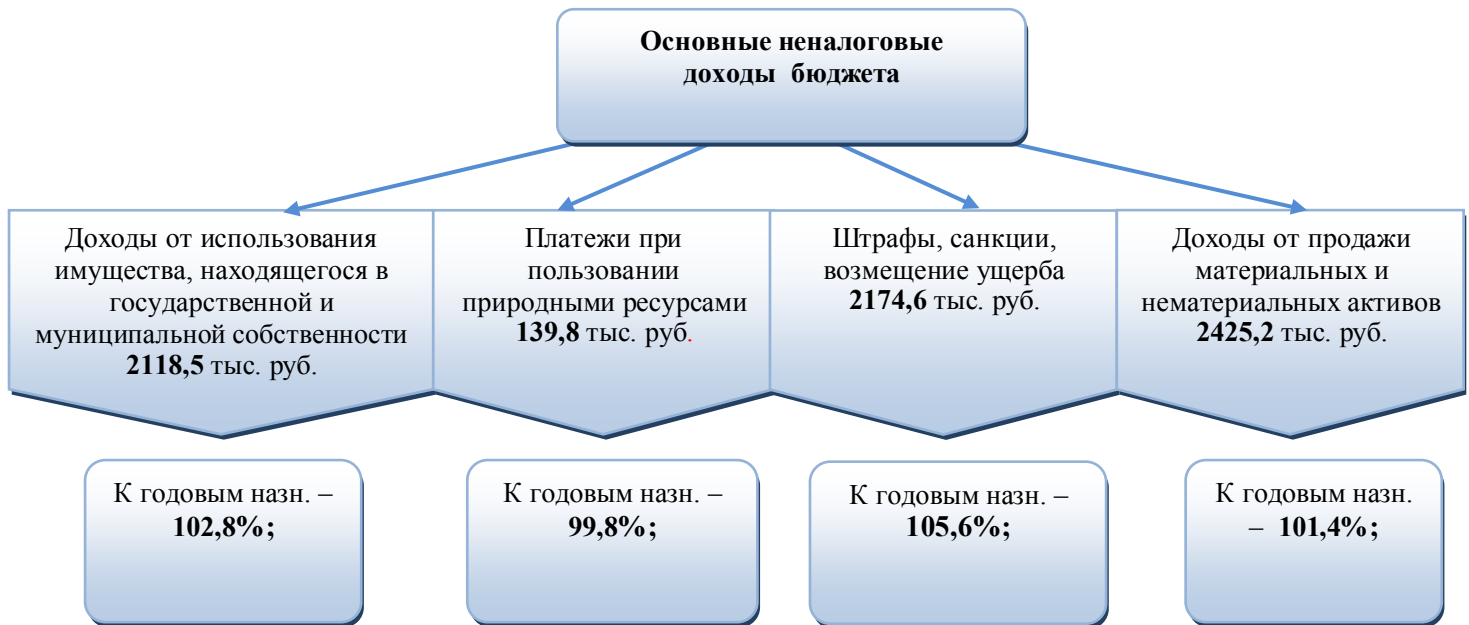 Основные неналоговые
доходы бюджета
Доходы от использования
имущества, находящегося в
государственной и
муниципальной собственности
2118,5 тыс. руб.
Платежи при
пользовании
природными ресурсами
139,8 тыс. руб.
Штрафы, санкции,
возмещение ущерба
2174,6 тыс. руб.
Доходы от продажи
материальных и
нематериальных активов
2425,2 тыс. руб.
К годовым назн. –
102,8%;
К годовым назн. –
99,8%;
К годовым назн. –
105,6%;
К годовым назн.
– 101,4%;